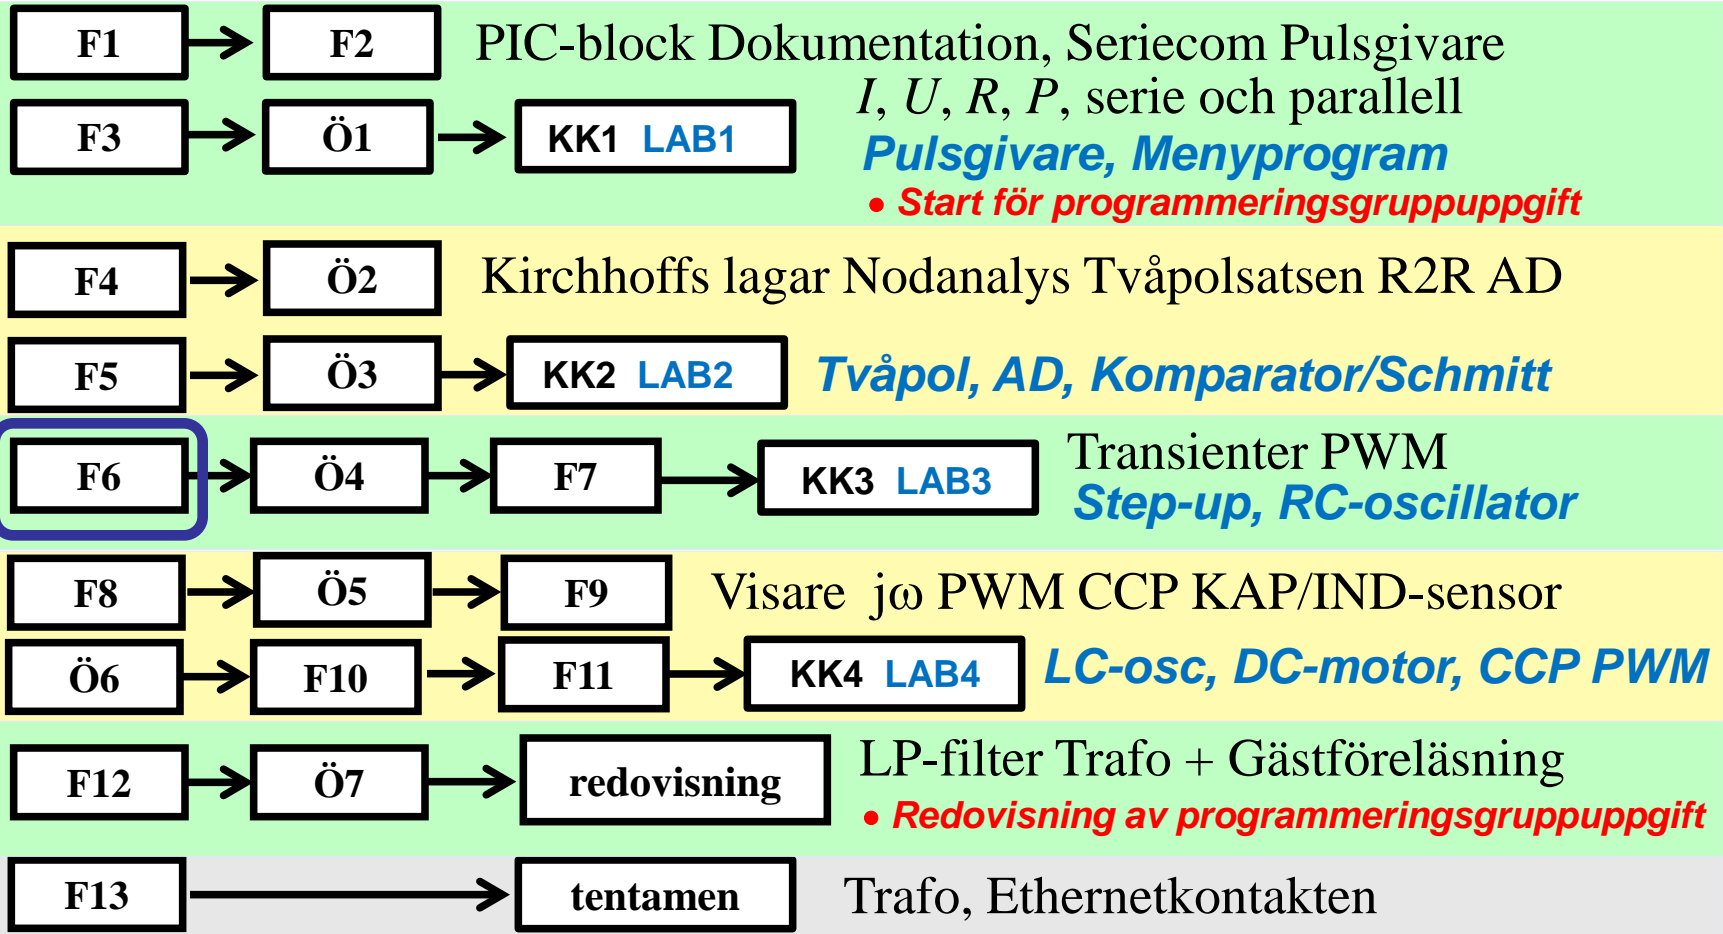 F1 F2 PIC-block Dokumentation, Seriecom Pulsgivare
I, U, R, P, serie och parallell
F3 Ö1 KK1 LAB1
Pulsgivare, Menyprogram
• Start för programmeringsgruppuppgift
F4 Ö2 Kirchhoffs lagar Nodanalys Tvåpolsatsen R2R AD
F5 Ö3 KK2 LAB2 Tvåpol, AD, Komparator/Schmitt
Transienter PWM
F6 Ö4 F7 KK3 LAB3
Step-up, RC-oscillator
F8 Ö5 F9 Visare jω PWM CCP KAP/IND-sensor
Ö6 F10 F11 KK4 LAB4 LC-osc, DC-motor, CCP PWM
LP-filter Trafo + Gästföreläsning
F12 Ö7 redovisning
• Redovisning av programmeringsgruppuppgift
F13 tentamen Trafo, Ethernetkontakten